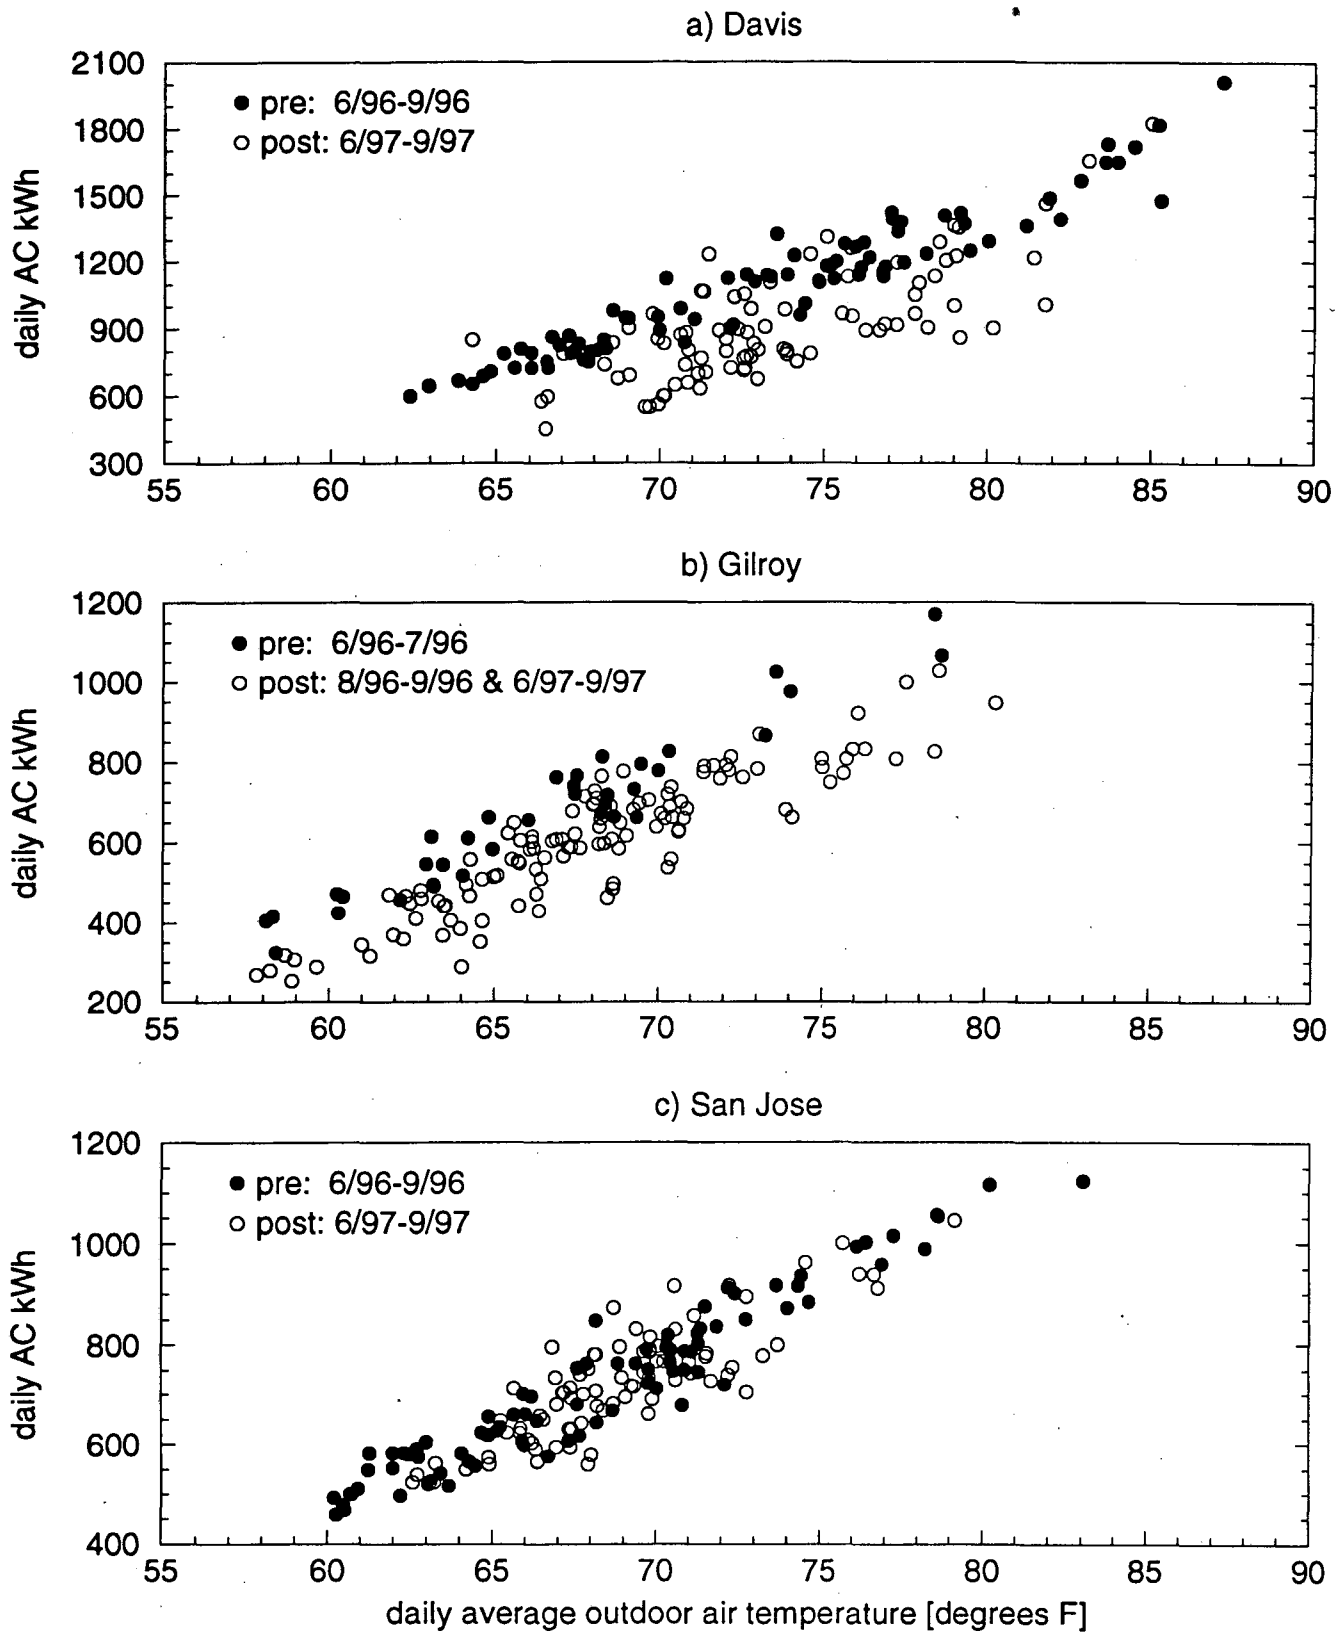 a) Davis
2100
1800
1500
1200
900
600
300
daily AC kWh
● pre: 6/96-9/96
○ post: 6/97-9/97
55 60 65 70 75 80 85 90
b) Gilroy
1200
1000
800
600
400
200
daily AC kWh
● pre: 6/96-7/96
○ post: 8/96-9/96 & 6/97-9/97
55 60 65 70 75 80 85 90
c) San Jose
1200
1000
800
600
400
daily AC kWh
● pre: 6/96-9/96
○ post: 6/97-9/97
55 60 65 70 75 80 85 90
daily average outdoor air temperature [degrees F]